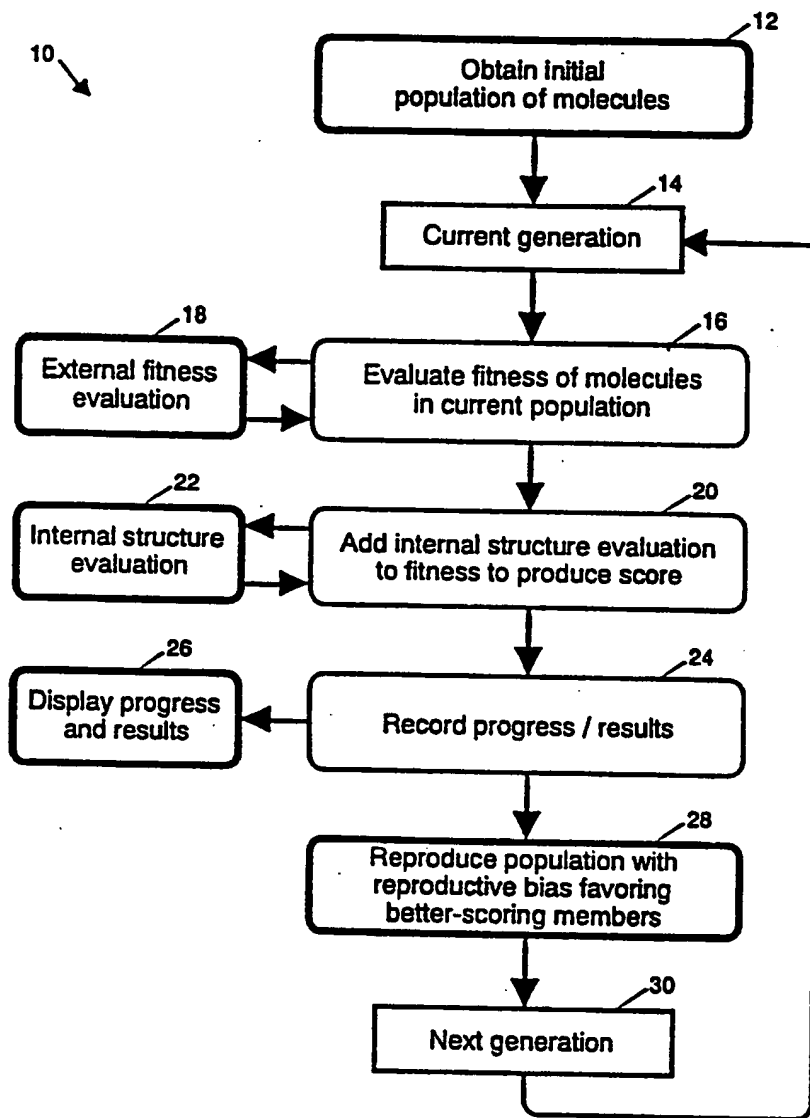 12
10
Obtain initial
population of molecules
14
Current generation
18
16
External fitness
evaluation
Evaluate fitness of molecules
in current population
22
20
Internal structure
evaluation
Add internal structure evaluation
to fitness to produce score
26
24
Display progress
and results
Record progress / results
28
Reproduce population with
reproductive bias favoring
better-scoring members
30
Next generation